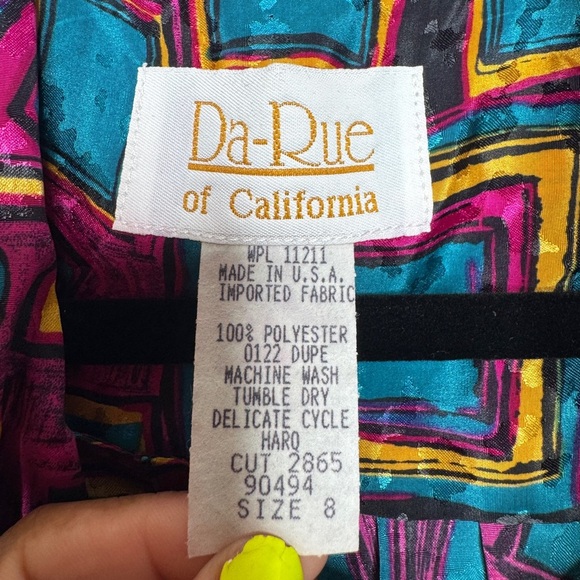 Da-Rue
of California
WPL 11211
MADE IN U.S.A.
IMPORTED FABRIC
100% POLYESTER
0122 DUPE
MACHINE WASH
TUMBLE DRY
DELICATE CYCLE
HARQ
CUT 2865
90494
SIZE 8